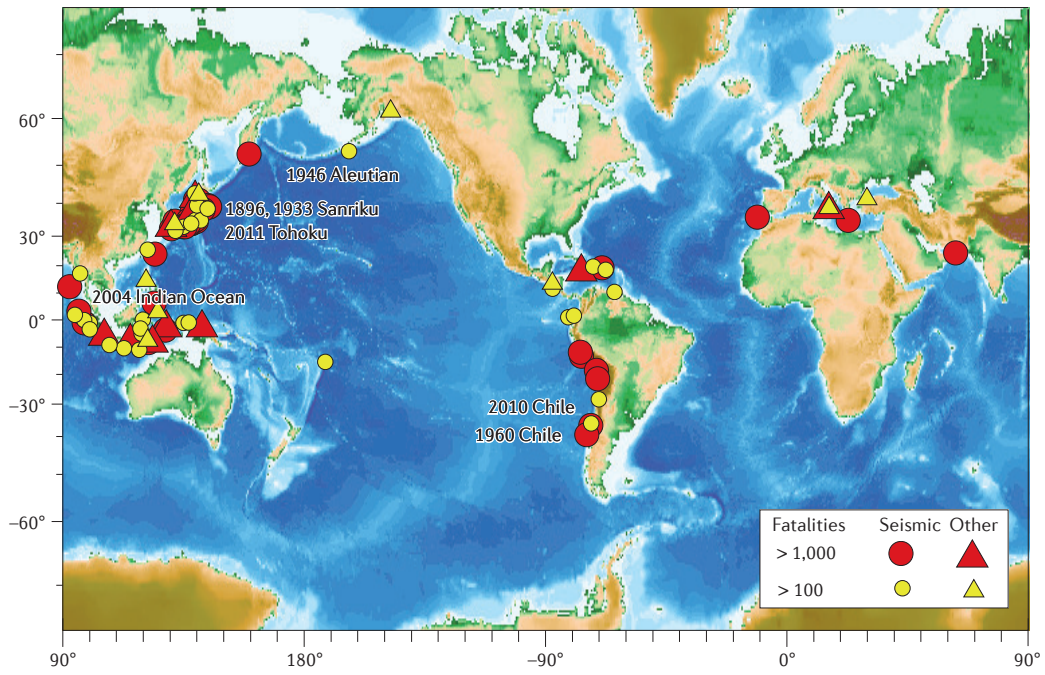 60°
30°
0°
−30°
−60°
1946 Aleutian
1896, 1933 Sanriku
2011 Tohoku
2004 Indian Ocean
2010 Chile
1960 Chile
Fatalities Seismic Other
> 1,000
> 100
90° 180° −90° 0° 90°